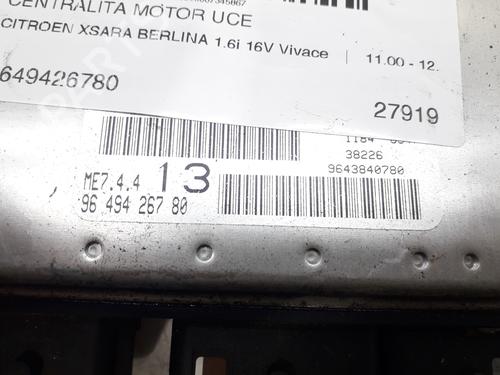 CENTRALITA MOTOR UCE
CITROEN XSARA BERLINA 1.6i 16V Vivace | 11.00 - 12.
649426780
27919
38226
9643840780
ME7.4.4 13
96 494 26 80